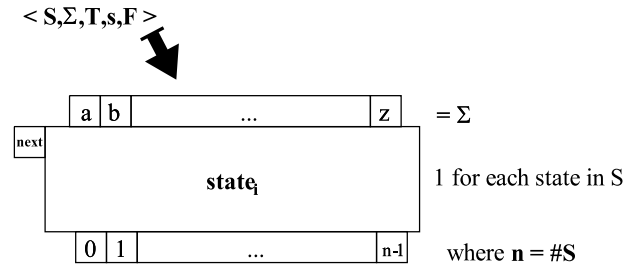 < S,Σ,T,s,F >
a b ... z = Σ
next
state_i 1 for each state in S
0 1 ... n-1 where n = #S